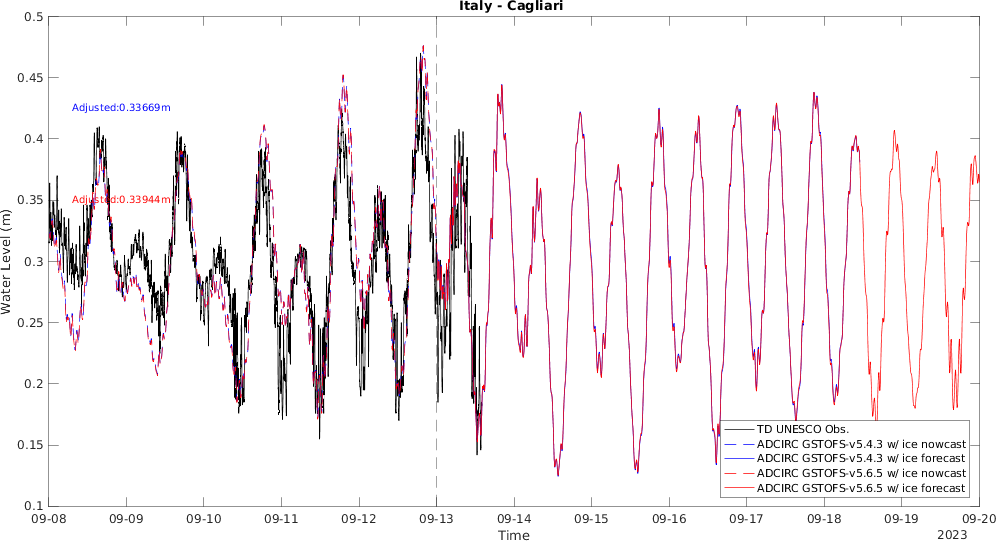 Italy - Cagliari
0.5
0.45
0.4
0.35
0.3
0.25
0.2
0.15
0.1
Water Level (m)
Adjusted:0.33669m
Adjusted:0.33944m
TD UNESCO Obs.
ADCIRC GSTOFS-v5.4.3 w/ ice nowcast
ADCIRC GSTOFS-v5.4.3 w/ ice forecast
ADCIRC GSTOFS-v5.6.5 w/ ice nowcast
ADCIRC GSTOFS-v5.6.5 w/ ice forecast
09-08 09-09 09-10 09-11 09-12 09-13 09-14 09-15 09-16 09-17 09-18 09-19 09-20
Time
2023